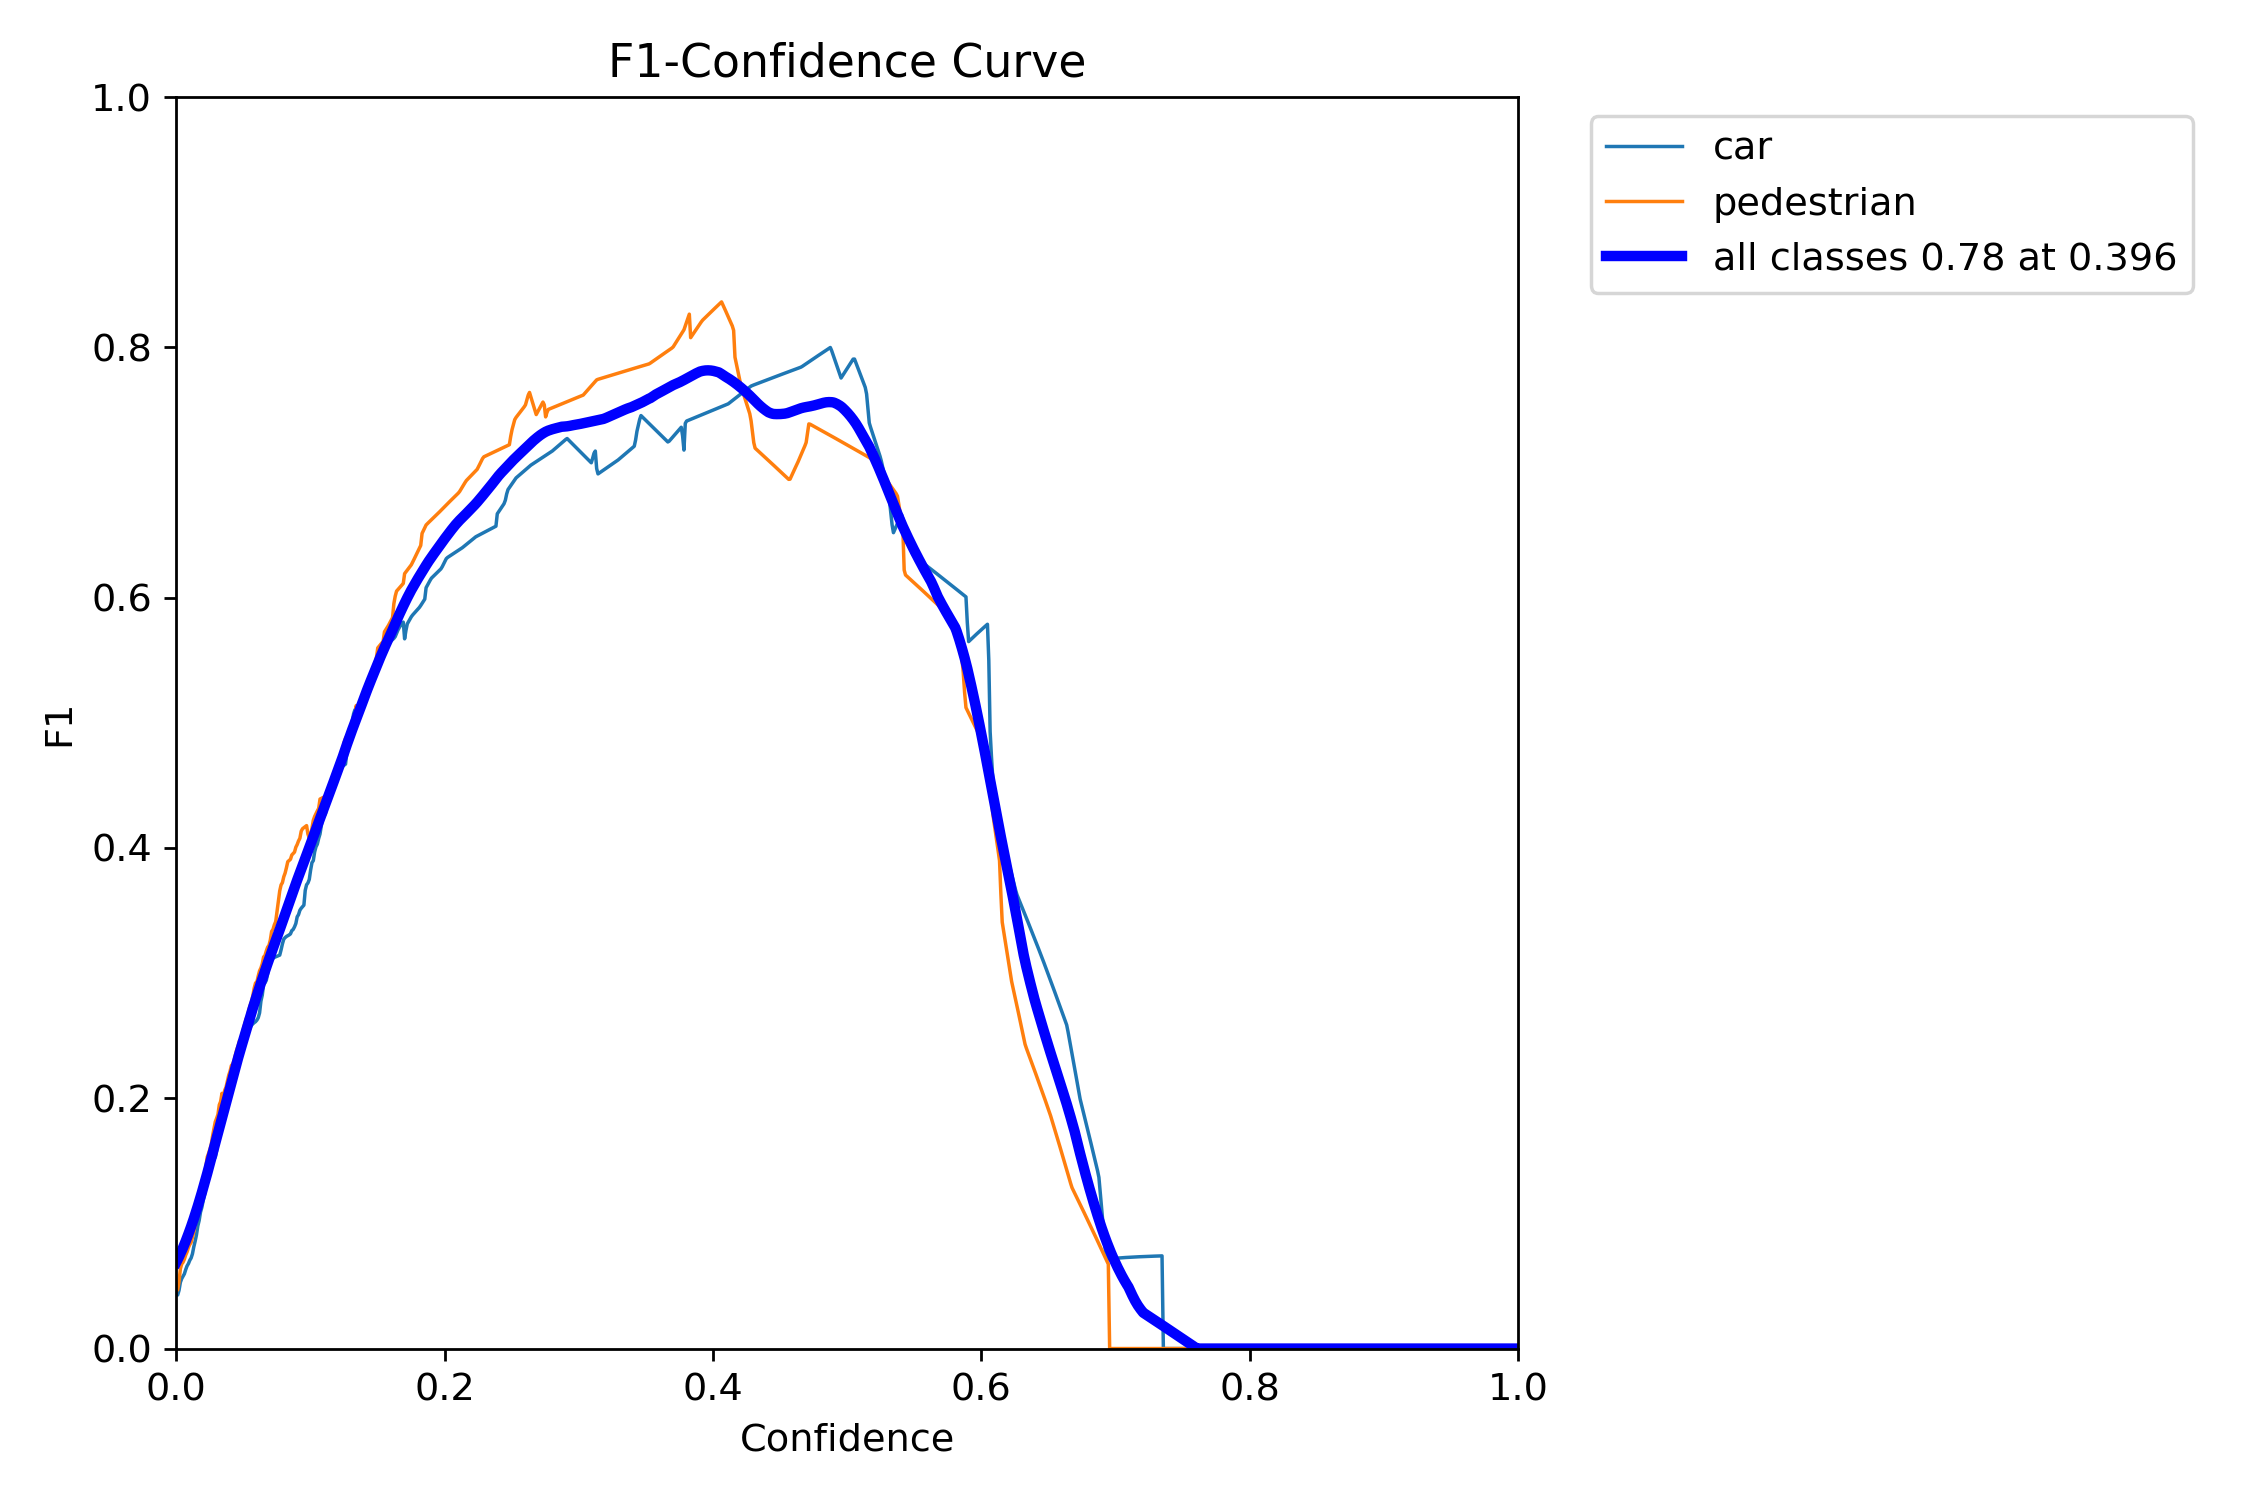 F1-Confidence Curve
1.0
0.8
0.6
0.4
0.2
0.0
F1
0.0 0.2 0.4 0.6 0.8 1.0
Confidence
car
pedestrian
all classes 0.78 at 0.396